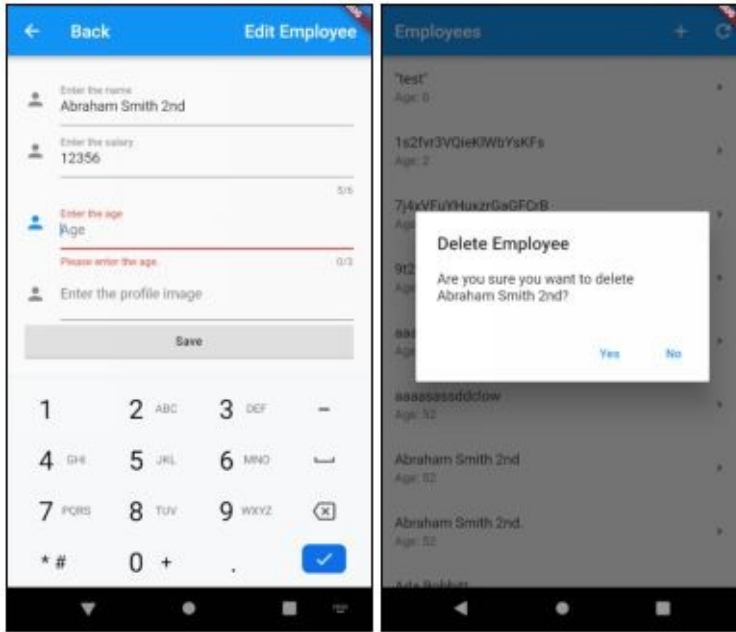 Back
Edit Employee
Enter the name
Abraham Smith 2nd
Enter the salary
12356
5/6
Enter the age
Age
Please enter the age.
0/3
Enter the profile image
Save
1
2 ABC
3 DEF
–
4 GHI
5 JKL
6 MNO
7 PQRS
8 TUV
9 WXYZ
* #
0 +
.
Employees
+
"test"
Age: 0
Age: 2
Delete Employee
Are you sure you want to delete
Abraham Smith 2nd?
Yes
No
aaaasassddclow
Age: 52
Abraham Smith 2nd
Age: 52
Abraham Smith 2nd.
Age: 52